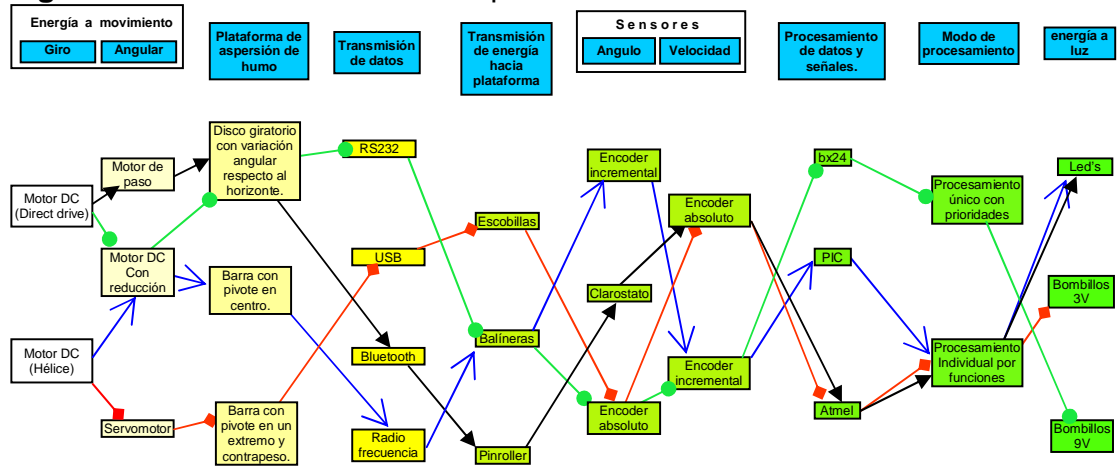 Energía a movimiento
Giro
Angular
Plataforma de
aspersión de
humo
Transmisión
de datos
Transmisión
de energía
hacia
plataforma
Sensores
Angulo
Velocidad
Procesamiento
de datos y
señales.
Modo de
procesamiento
energía a
luz
Motor DC
(Direct drive)
Motor DC
(Hélice)
Motor de
paso
Motor DC
Con
reducción
Servomotor
Disco giratorio
con variación
angular
respecto al
horizonte.
Barra con
pivote en
centro.
Barra con
pivote en un
extremo y
contrapeso.
RS232
USB
Bluetooth
Radio
frecuencia
Escobillas
Balíneras
Pinroller
Encoder
incremental
Clarostato
Encoder
absoluto
Encoder
absoluto
Encoder
incremental
bx24
PIC
Atmel
Procesamiento
único con
prioridades
Procesamiento
Individual por
funciones
Led's
Bombillos
3V
Bombillos
9V